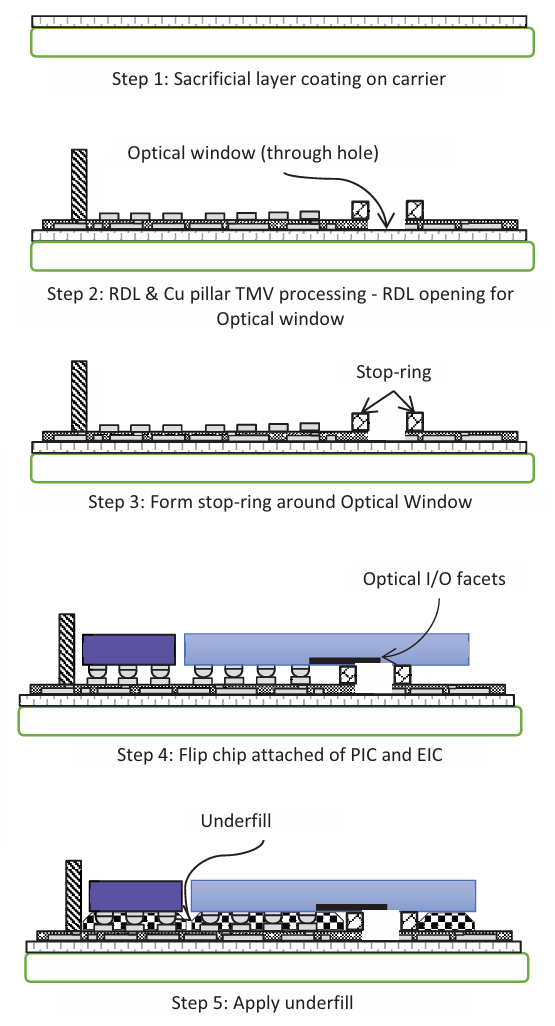 Step 1: Sacrificial layer coating on carrier
Optical window (through hole)
Step 2: RDL & Cu pillar TMV processing - RDL opening for
Optical window
Stop-ring
Step 3: Form stop-ring around Optical Window
Optical I/O facets
Step 4: Flip chip attached of PIC and EIC
Underfill
Step 5: Apply underfill